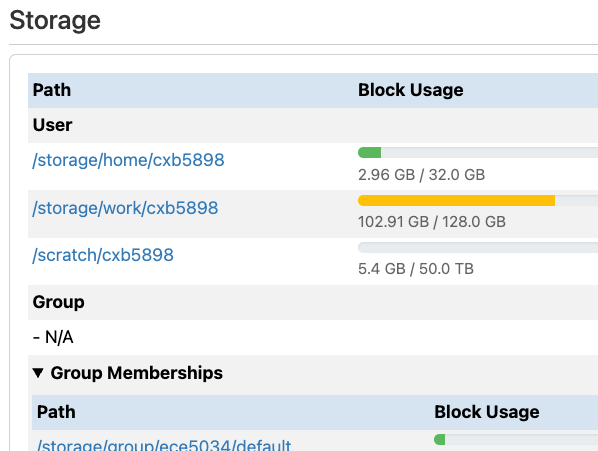 Storage
Path Block Usage
User
/storage/home/cxb5898
2.96 GB / 32.0 GB
/storage/work/cxb5898
102.91 GB / 128.0 GB
/scratch/cxb5898
5.4 GB / 50.0 TB
Group
- N/A
▼ Group Memberships
Path Block Usage
/storage/group/ece5034/default